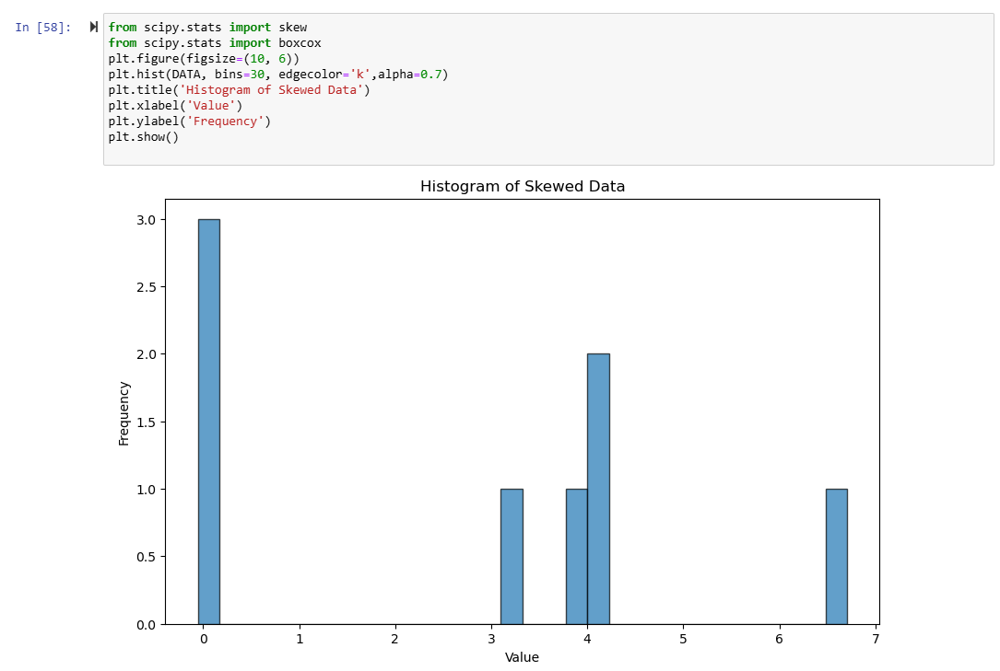 In [58]:
from scipy.stats import skew
from scipy.stats import boxcox
plt.figure(figsize=(10, 6))
plt.hist(DATA, bins=30, edgecolor='k',alpha=0.7)
plt.title('Histogram of Skewed Data')
plt.xlabel('Value')
plt.ylabel('Frequency')
plt.show()
Histogram of Skewed Data
Frequency
3.0
2.5
2.0
1.5
1.0
0.5
0.0
0 1 2 3 4 5 6 7
Value